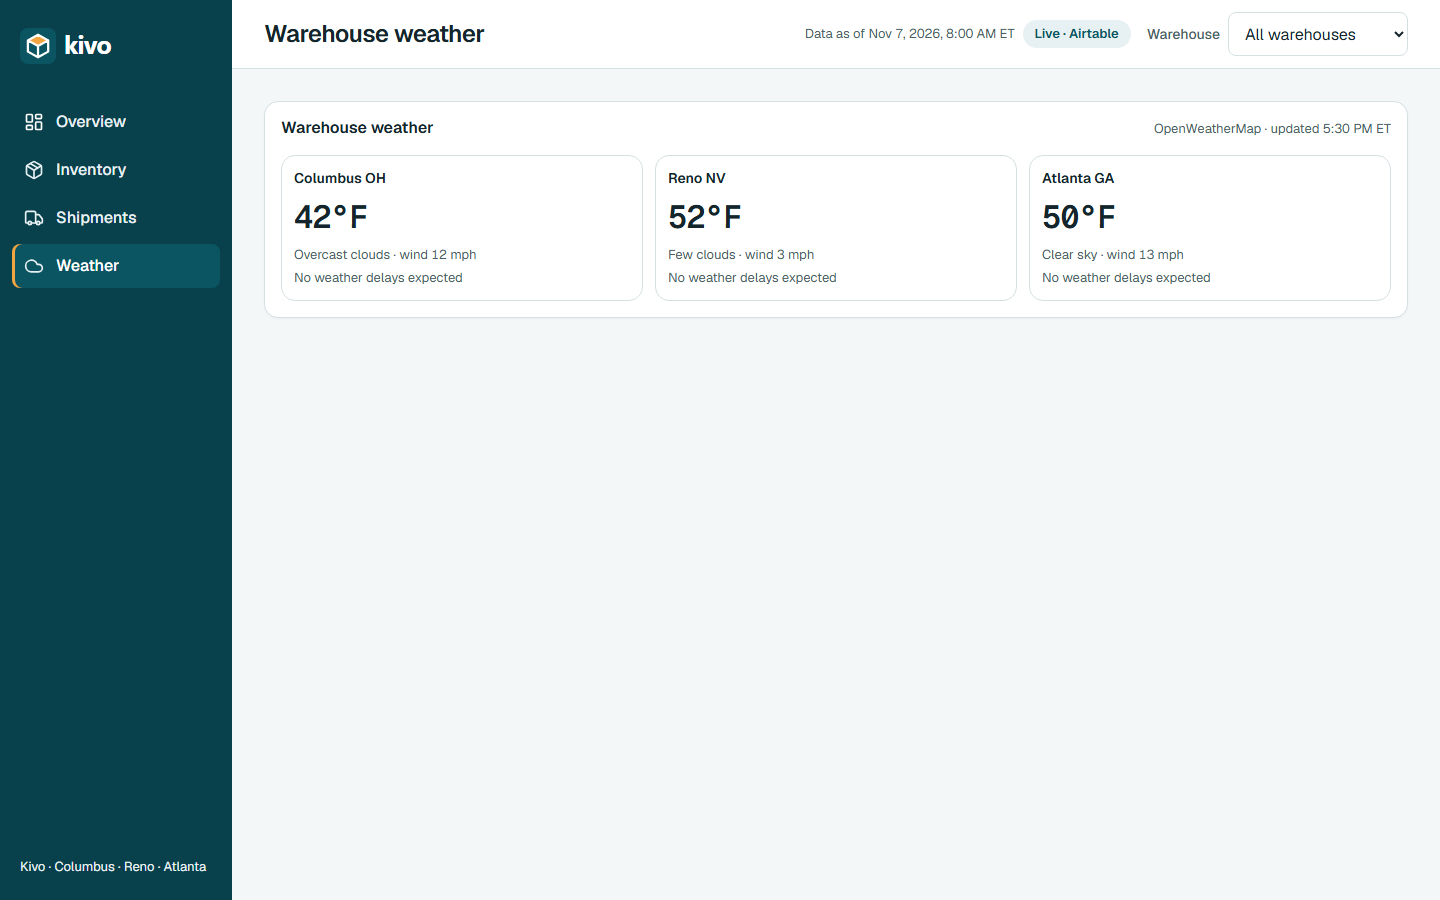 kivo
Overview
Inventory
Shipments
Weather
Kivo · Columbus · Reno · Atlanta
Warehouse weather
Data as of Nov 7, 2026, 8:00 AM ET
Live · Airtable
Warehouse
All warehouses
Warehouse weather
OpenWeatherMap · updated 5:30 PM ET
Columbus OH
42°F
Overcast clouds · wind 12 mph
No weather delays expected
Reno NV
52°F
Few clouds · wind 3 mph
No weather delays expected
Atlanta GA
50°F
Clear sky · wind 13 mph
No weather delays expected